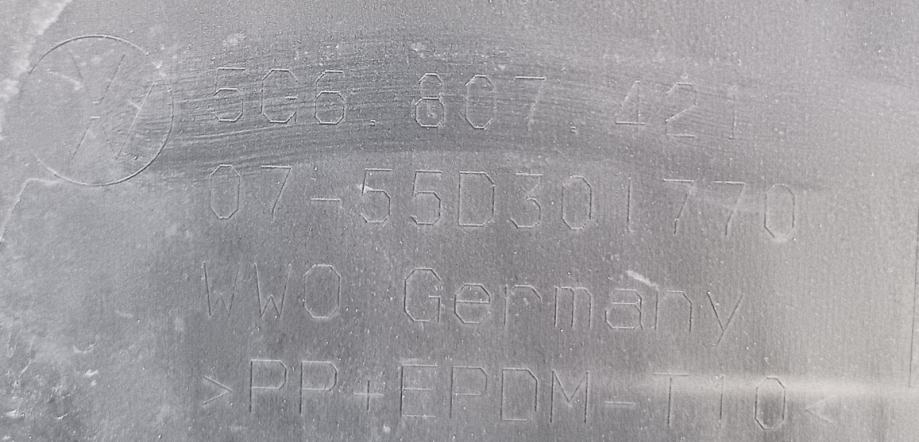 5G6.807.421
07-55D301770
WWO Germany
>PP+EPDM-T10<